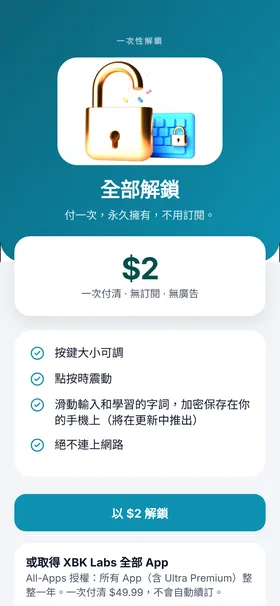 一次性解鎖
全部解鎖
付一次，永久擁有，不用訂閱。
$2
一次付清 · 無訂閱 · 無廣告
按鍵大小可調
點按時震動
滑動輸入和學習的字詞，加密保存在你
的手機上（將在更新中推出）
絕不連上網路
以 $2 解鎖
或取得 XBK Labs 全部 App
All-Apps 授權：所有 App（含 Ultra Premium）整
整一年。一次付清 $49.99，不會自動續訂。